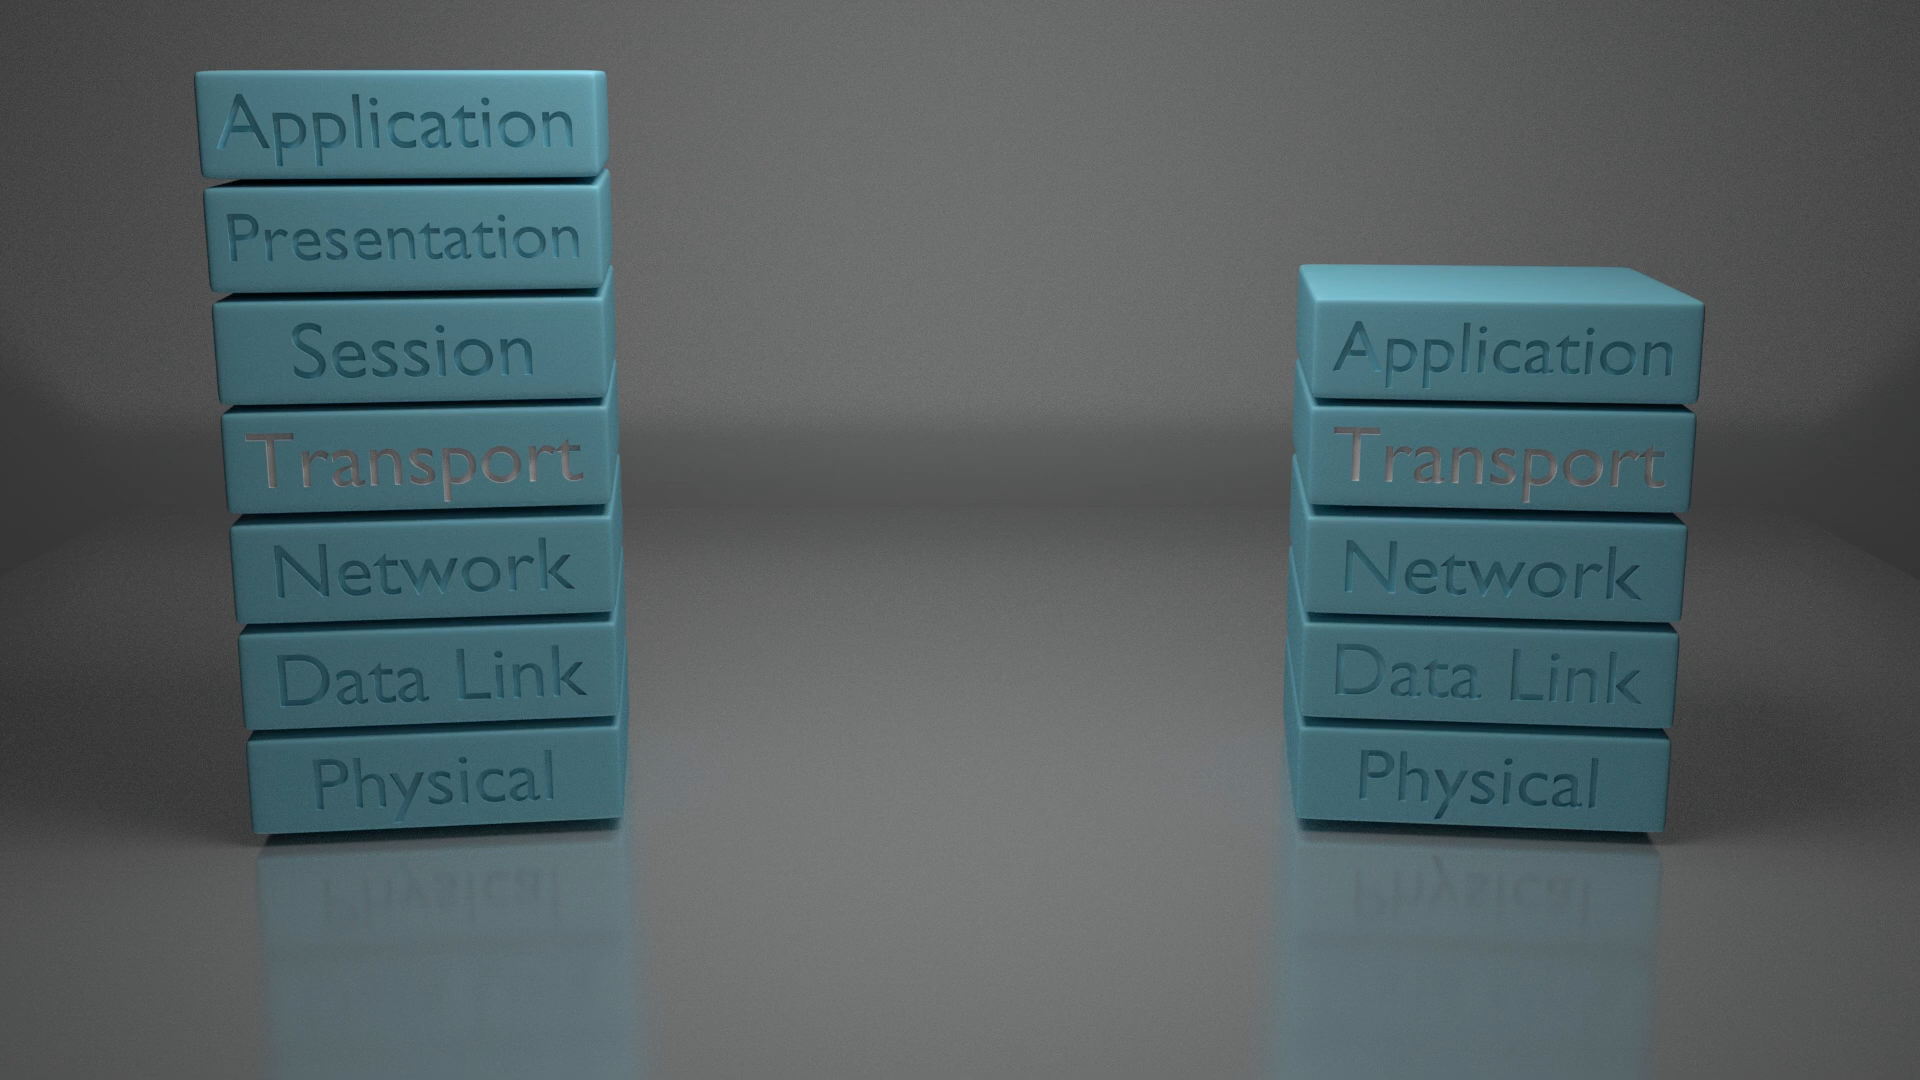 Application
Presentation
Session
Transport
Network
Data Link
Physical
Application
Transport
Network
Data Link
Physical